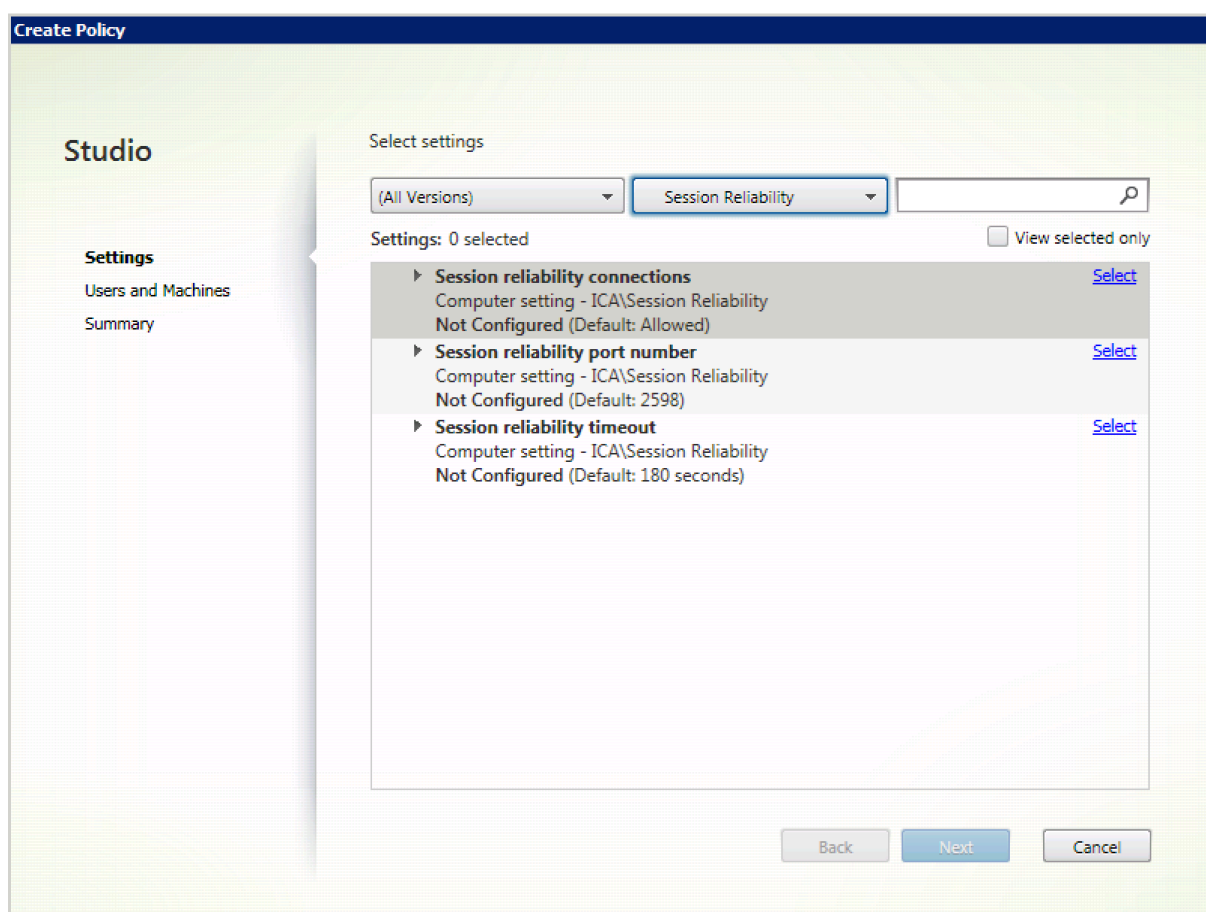 Create Policy
Studio
Settings
Users and Machines
Summary
Select settings
(All Versions)
Session Reliability
Settings: 0 selected
View selected only
Session reliability connections
Select
Computer setting - ICA\Session Reliability
Not Configured (Default: Allowed)
Session reliability port number
Select
Computer setting - ICA\Session Reliability
Not Configured (Default: 2598)
Session reliability timeout
Select
Computer setting - ICA\Session Reliability
Not Configured (Default: 180 seconds)
Back
Next
Cancel